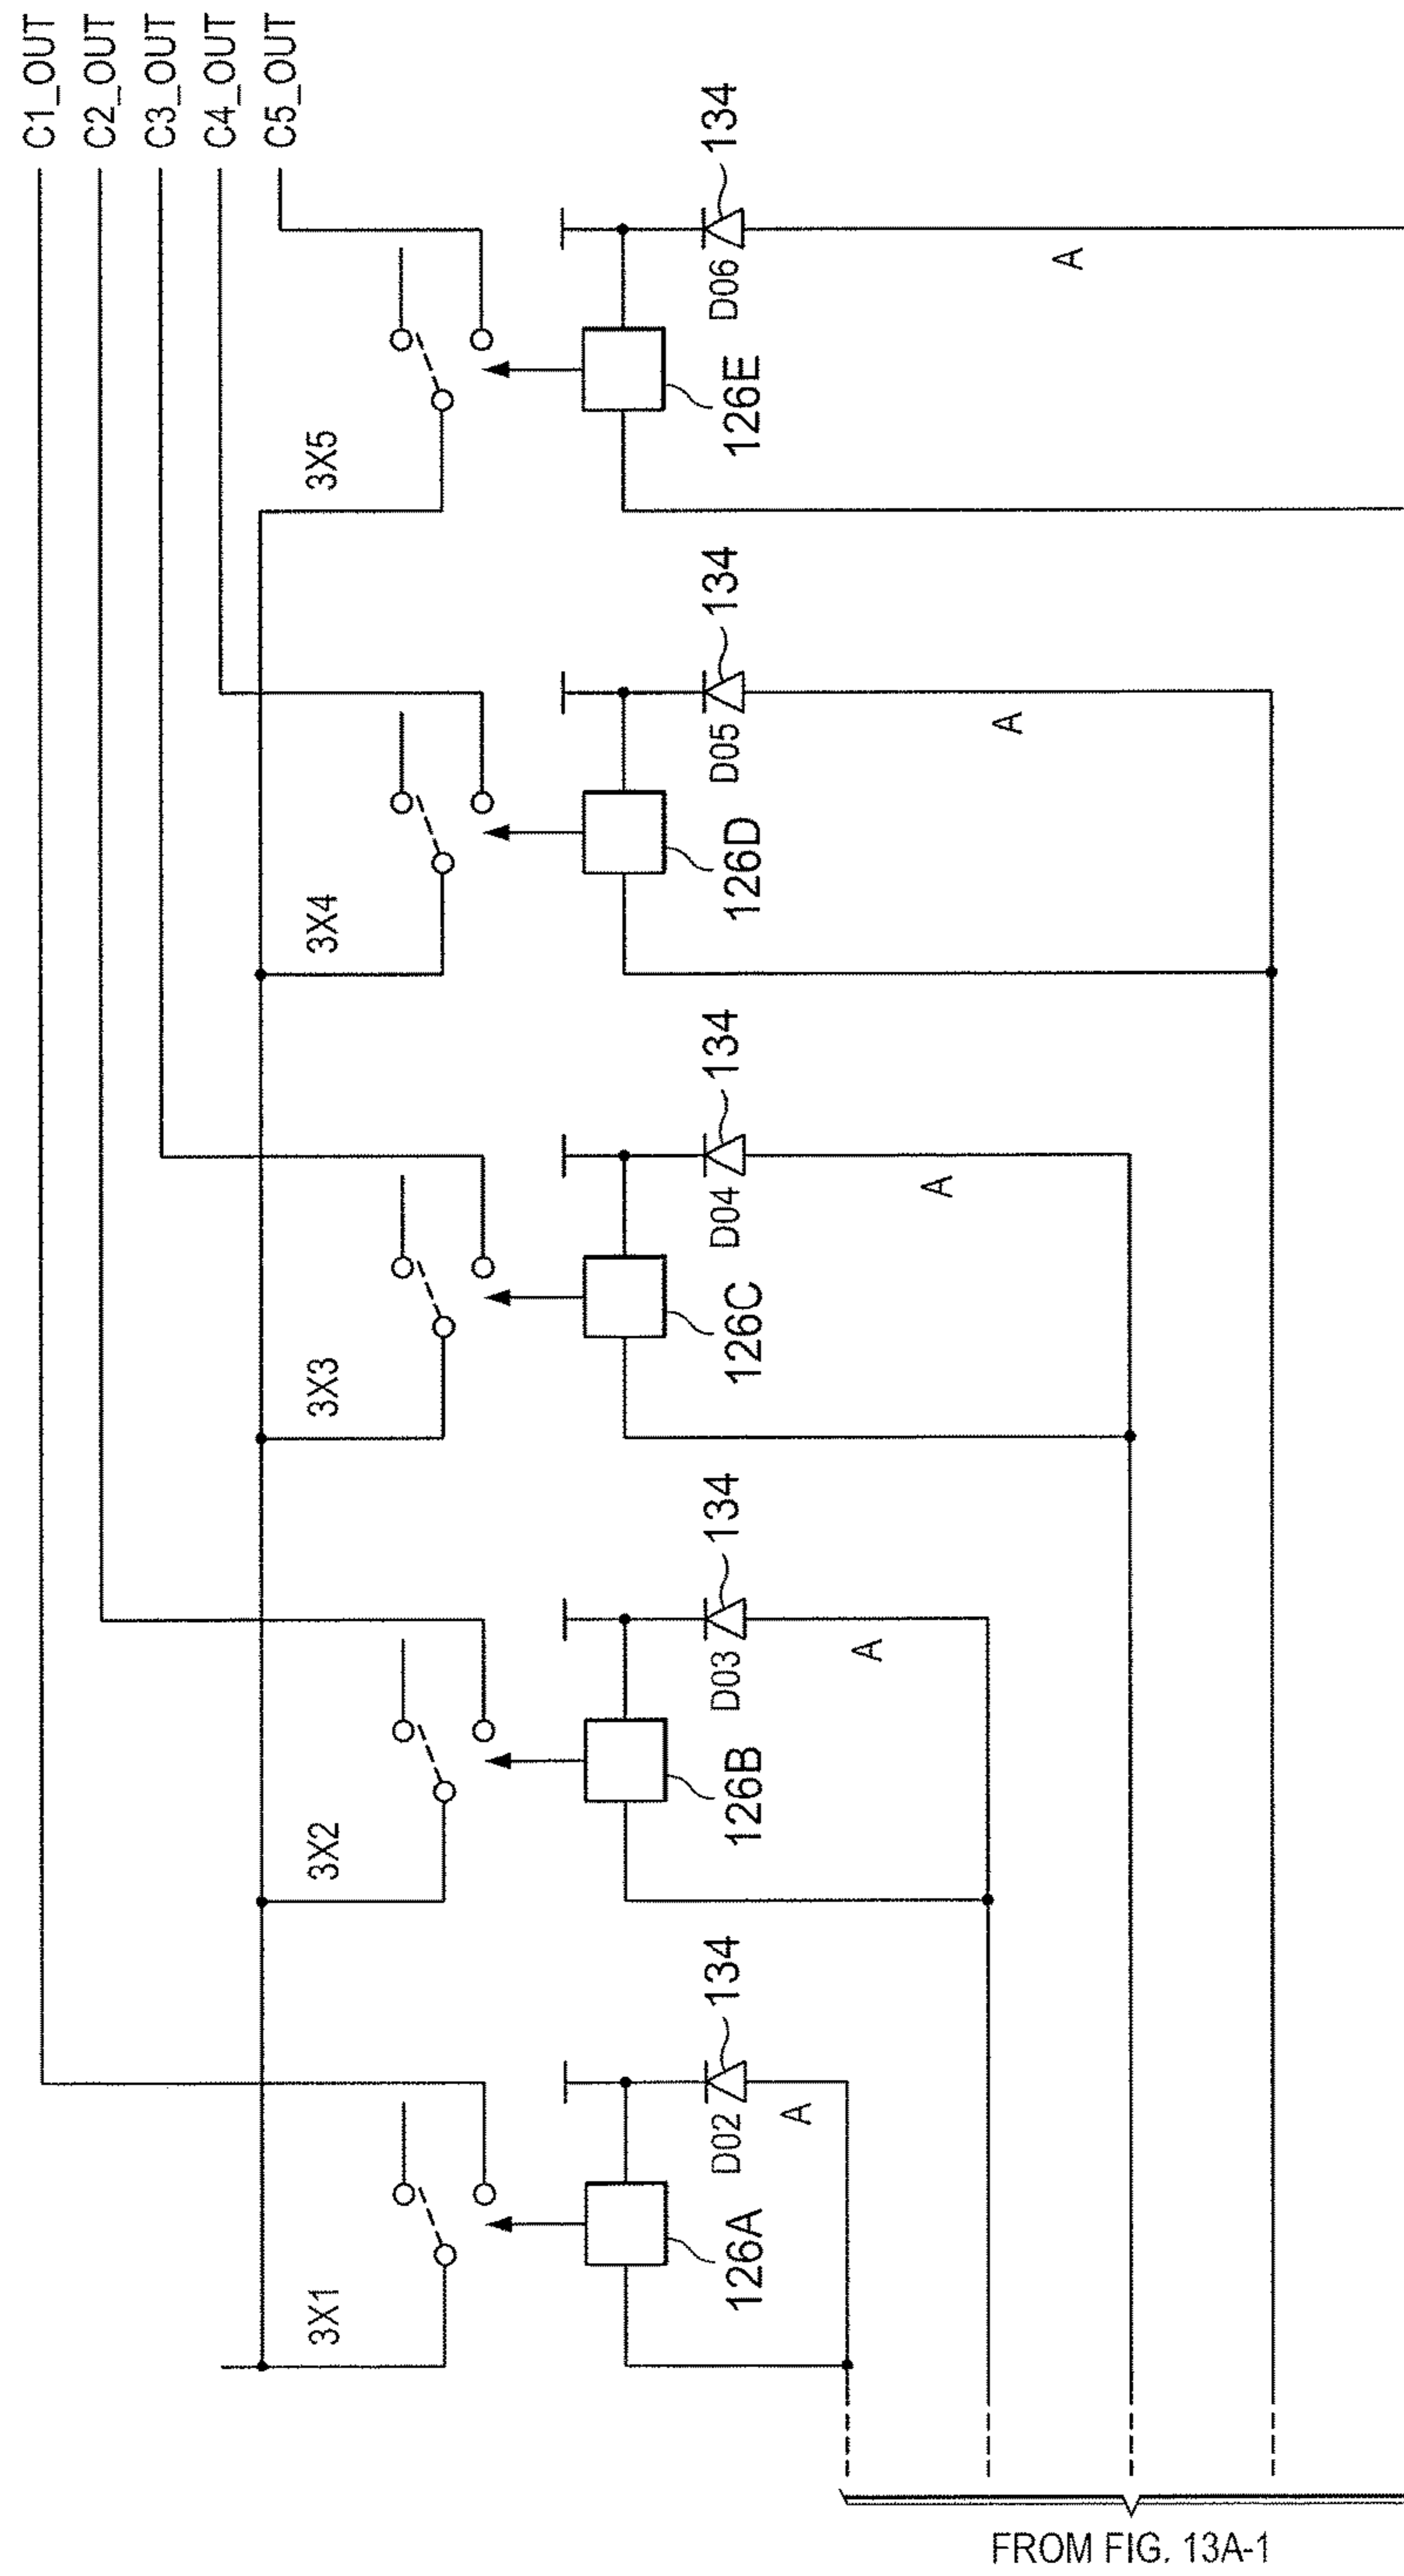 C1_OUT
C2_OUT
C3_OUT
C4_OUT
C5_OUT
3X1
3X2
3X3
3X4
3X5
126A
D02
134
A
126B
D03
134
A
126C
D04
134
A
126D
D05
134
A
126E
D06
134
A
FROM FIG. 13A-1